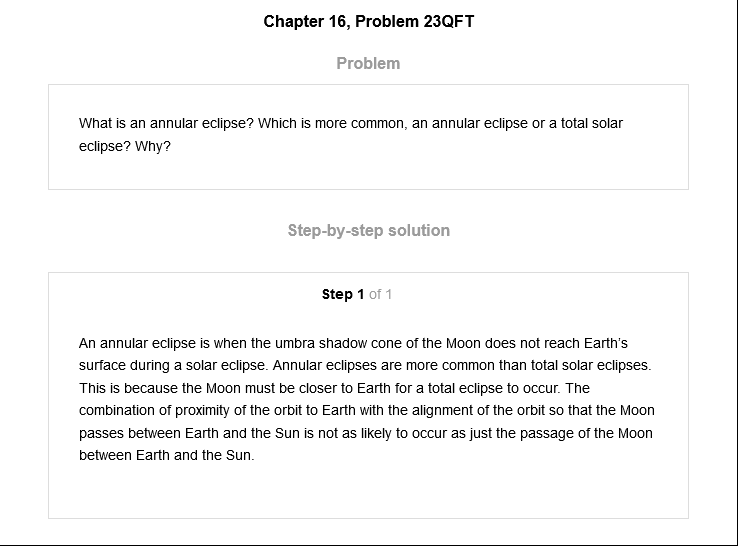 Chapter 16, Problem 23QFT
Problem
What is an annular eclipse? Which is more common, an annular eclipse or a total solar
eclipse? Why?
Step-by-step solution
Step 1 of 1
An annular eclipse is when the umbra shadow cone of the Moon does not reach Earth's
surface during a solar eclipse. Annular eclipses are more common than total solar eclipses.
This is because the Moon must be closer to Earth for a total eclipse to occur. The
combination of proximity of the orbit to Earth with the alignment of the orbit so that the Moon
passes between Earth and the Sun is not as likely to occur as just the passage of the Moon
between Earth and the Sun.